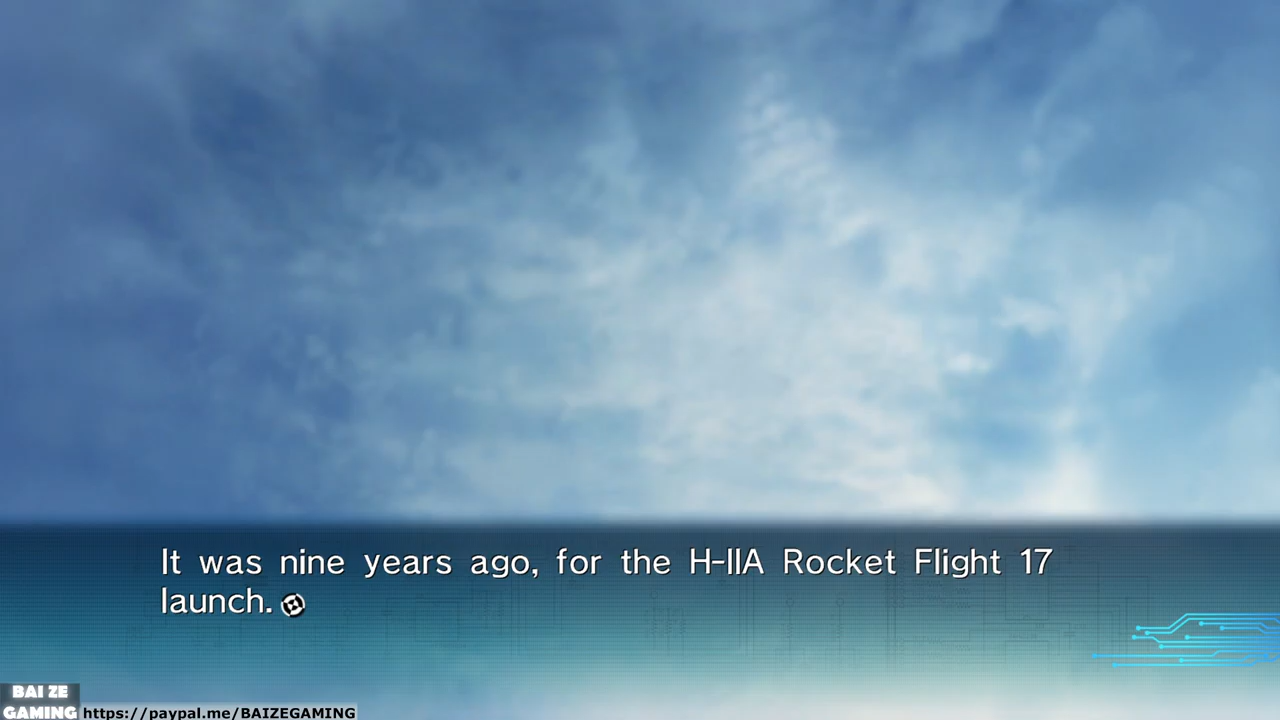 It was nine years ago, for the H-IIA Rocket Flight 17
launch.
BAI ZE
GAMING https://paypal.me/BAIZEGAMING